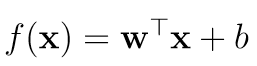 f(𝐱) = 𝐰⊤𝐱 + b